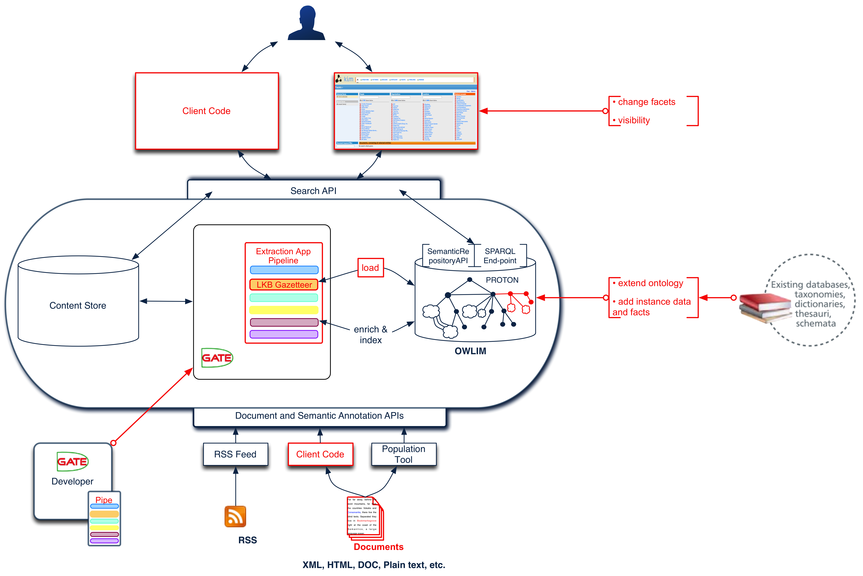 Client Code
• change facets
• visibility
Search API
SemanticRe
positoryAPI
SPARQL
End-point
Extraction App
Pipeline
LKB Gazetteer
load
PROTON
Content Store
enrich &
index
OWLIM
GATE
• extend ontology
• add instance data
and facts
Existing databases,
taxonomies,
dictionaries,
thesauri,
schemata
Document and Semantic Annotation APIs
RSS Feed
Client Code
Population
Tool
GATE
Developer
Pipe
RSS
Documents
XML, HTML, DOC, Plain text, etc.